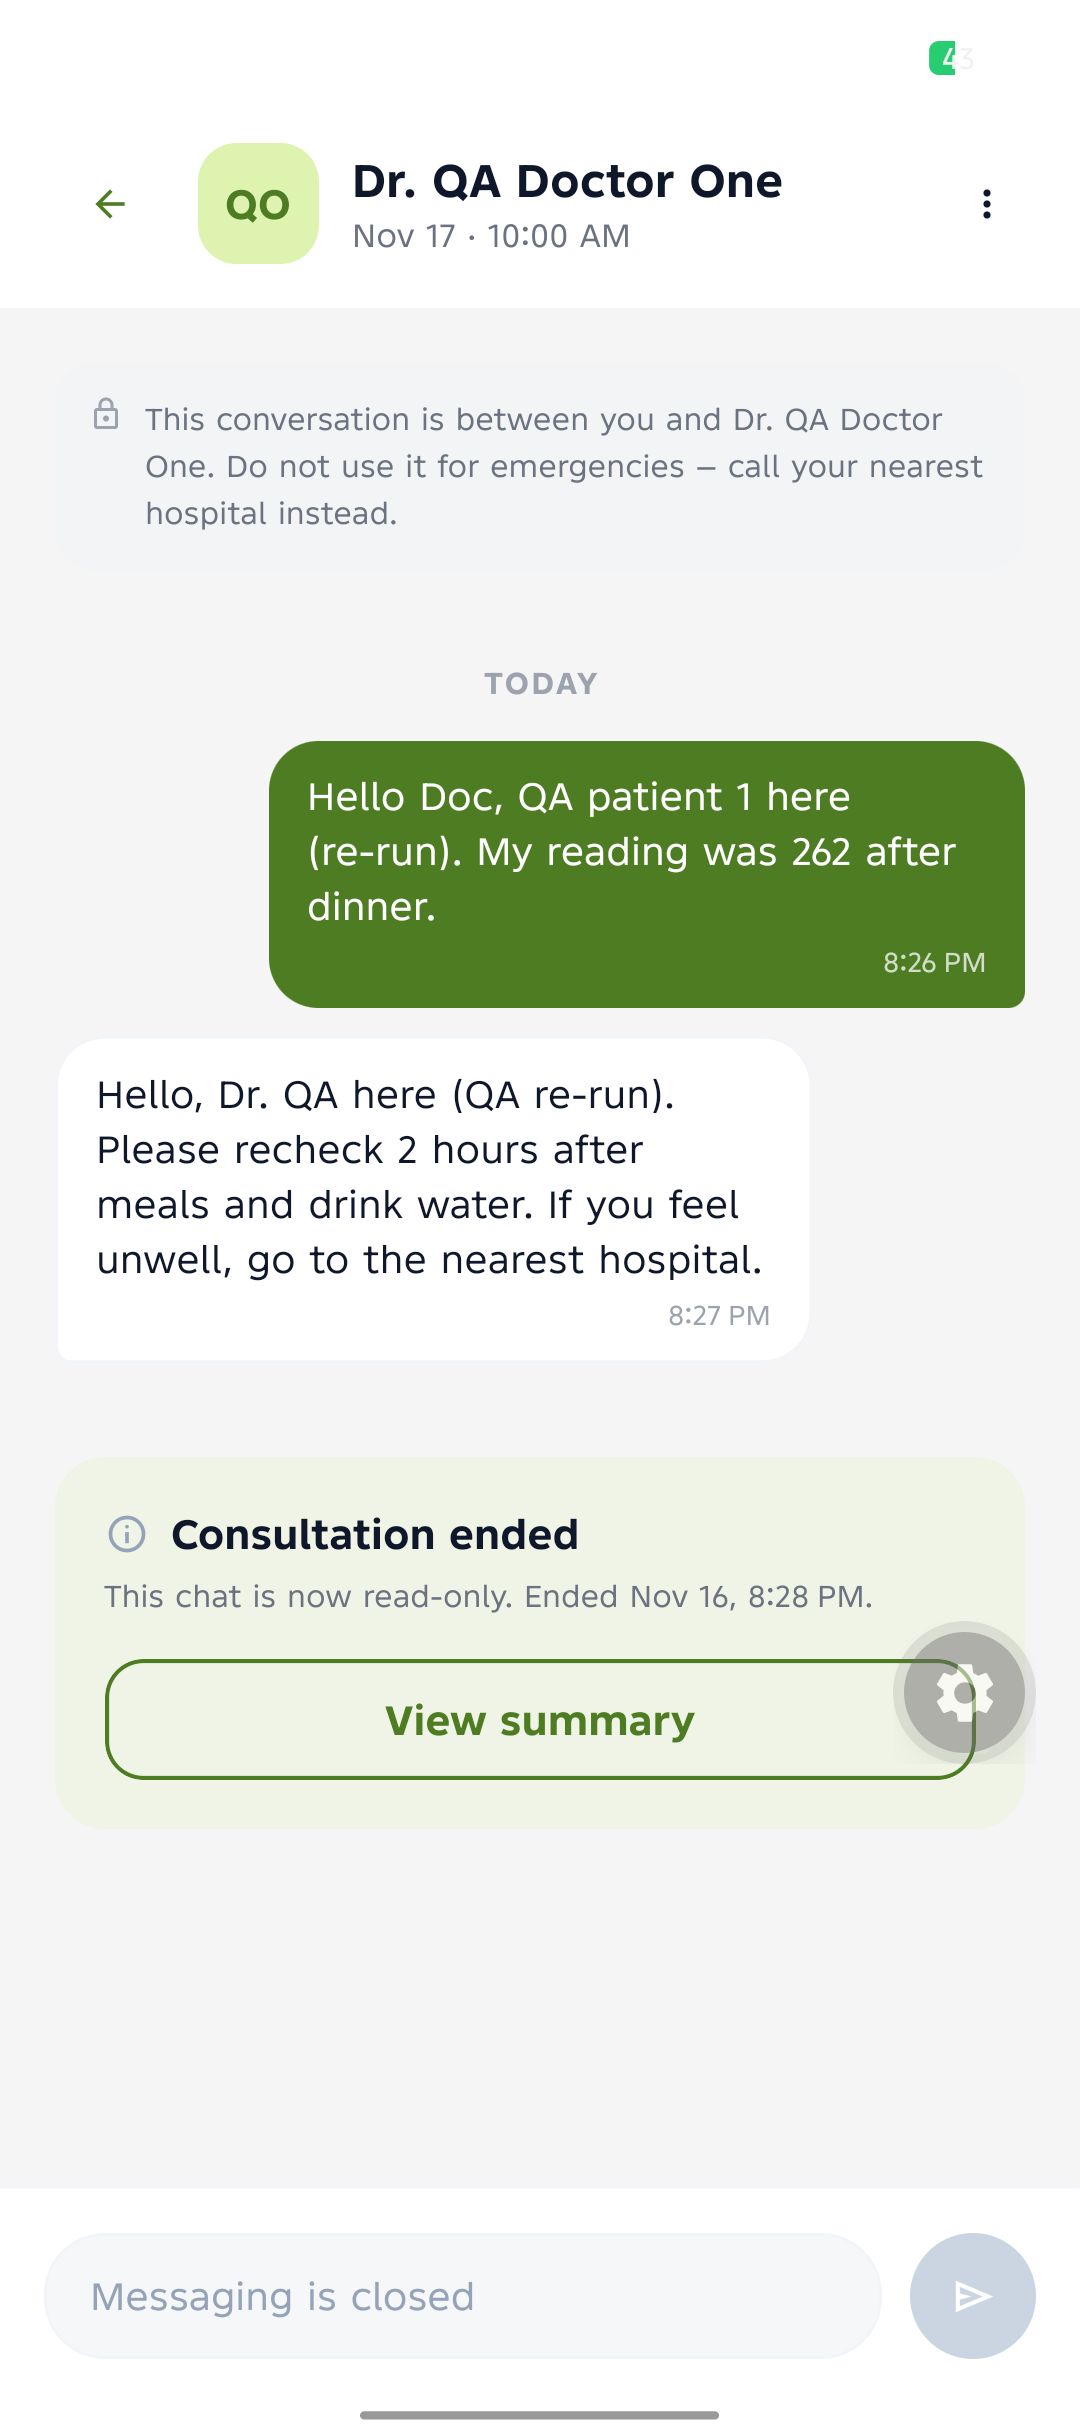 43
QO
Dr. QA Doctor One
Nov 17 · 10:00 AM
This conversation is between you and Dr. QA Doctor
One. Do not use it for emergencies – call your nearest
hospital instead.
TODAY
Hello Doc, QA patient 1 here
(re-run). My reading was 262 after
dinner.
8:26 PM
Hello, Dr. QA here (QA re-run).
Please recheck 2 hours after
meals and drink water. If you feel
unwell, go to the nearest hospital.
8:27 PM
Consultation ended
This chat is now read-only. Ended Nov 16, 8:28 PM.
View summary
Messaging is closed